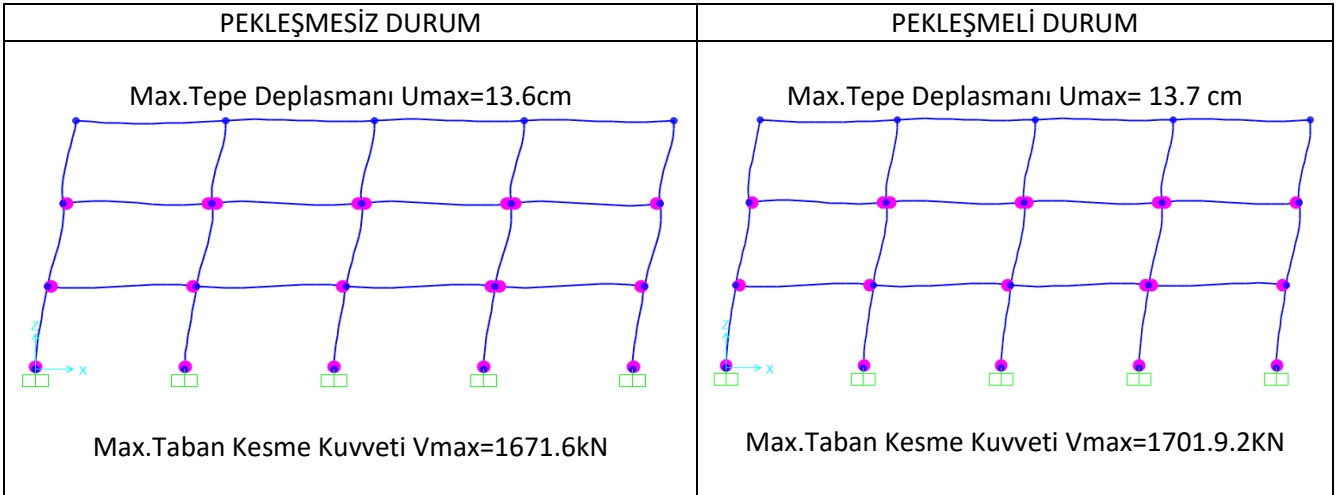 PEKLEŞMESİZ DURUM
PEKLEŞMELİ DURUM
Max.Tepe Deplasmanı Umax=13.6cm
Z
X
Max.Taban Kesme Kuvveti Vmax=1671.6kN
Max.Tepe Deplasmanı Umax= 13.7 cm
Z
X
Max.Taban Kesme Kuvveti Vmax=1701.9.2KN